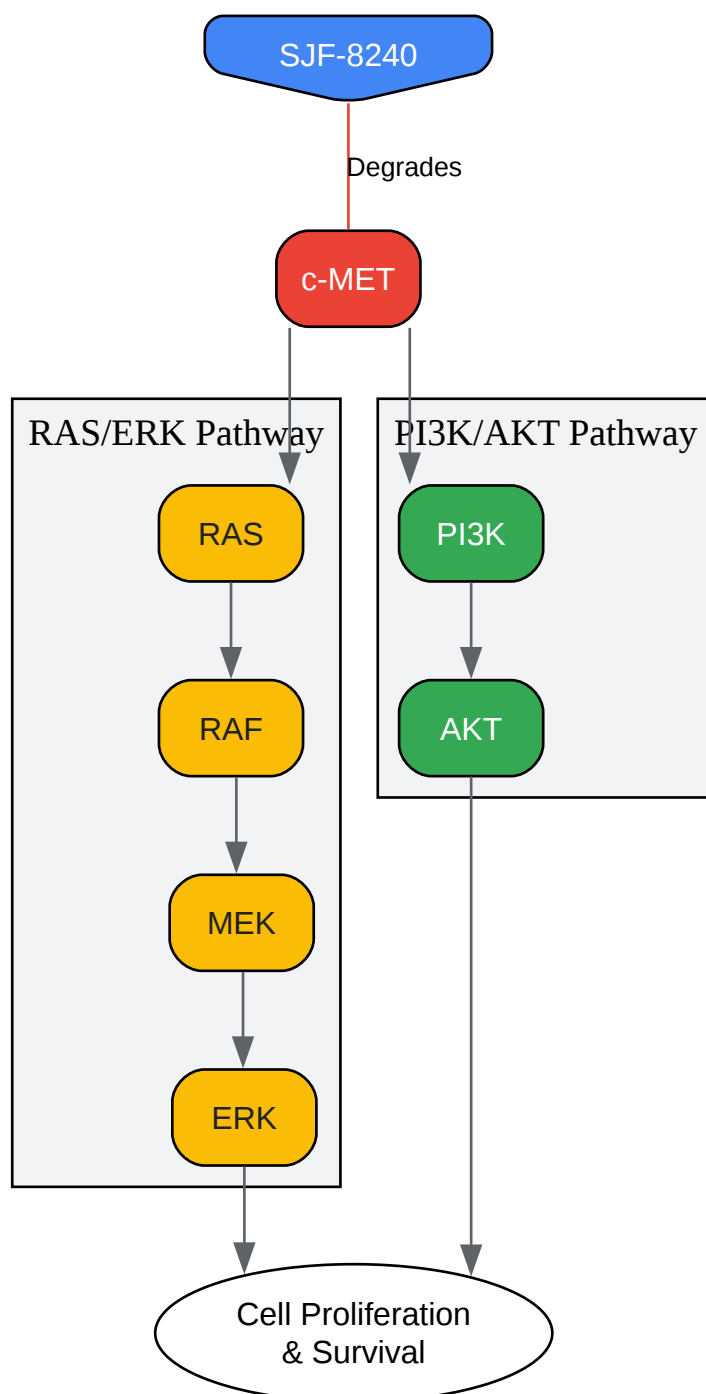 SJF-8240
Degrades
c-MET
RAS/ERK Pathway
PI3K/AKT Pathway
RAS
PI3K
RAF
AKT
MEK
ERK
Cell Proliferation
& Survival